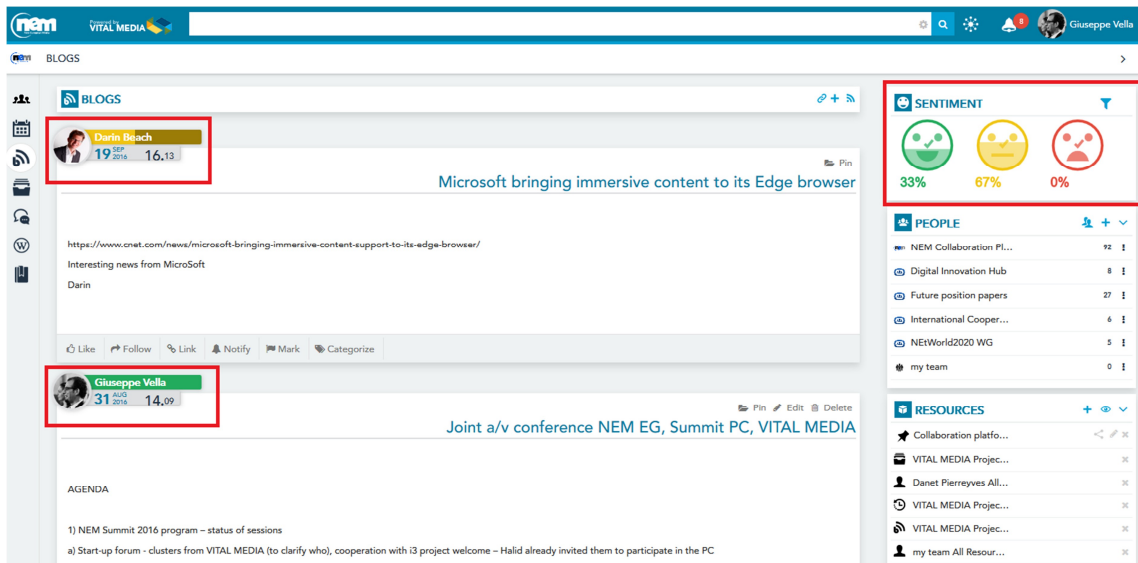 nem
Powered by
VITAL MEDIA
8
Giuseppe Vella
nem BLOGS
BLOGS
Darin Beach
19 SEP 2016 16.13
Pin
Microsoft bringing immersive content to its Edge browser
https://www.cnet.com/news/microsoft-bringing-immersive-content-support-to-its-edge-browser/
Interesting news from MicroSoft
Darin
Like Follow Link Notify Mark Categorize
Giuseppe Vella
31 AUG 2016 14.09
Pin Edit Delete
Joint a/v conference NEM EG, Summit PC, VITAL MEDIA
AGENDA
1) NEM Summit 2016 program – status of sessions
a) Start-up forum - clusters from VITAL MEDIA (to clarify who), cooperation with i3 project welcome – Halid already invited them to participate in the PC
SENTIMENT
33% 67% 0%
PEOPLE
NEM Collaboration Pl... 92
Digital Innovation Hub 8
Future position papers 27
International Cooper... 6
NEtWorld2020 WG 5
my team 0
RESOURCES
Collaboration platfo...
VITAL MEDIA Projec...
Danet Pierreyves All...
VITAL MEDIA Projec...
VITAL MEDIA Projec...
my team All Resour...